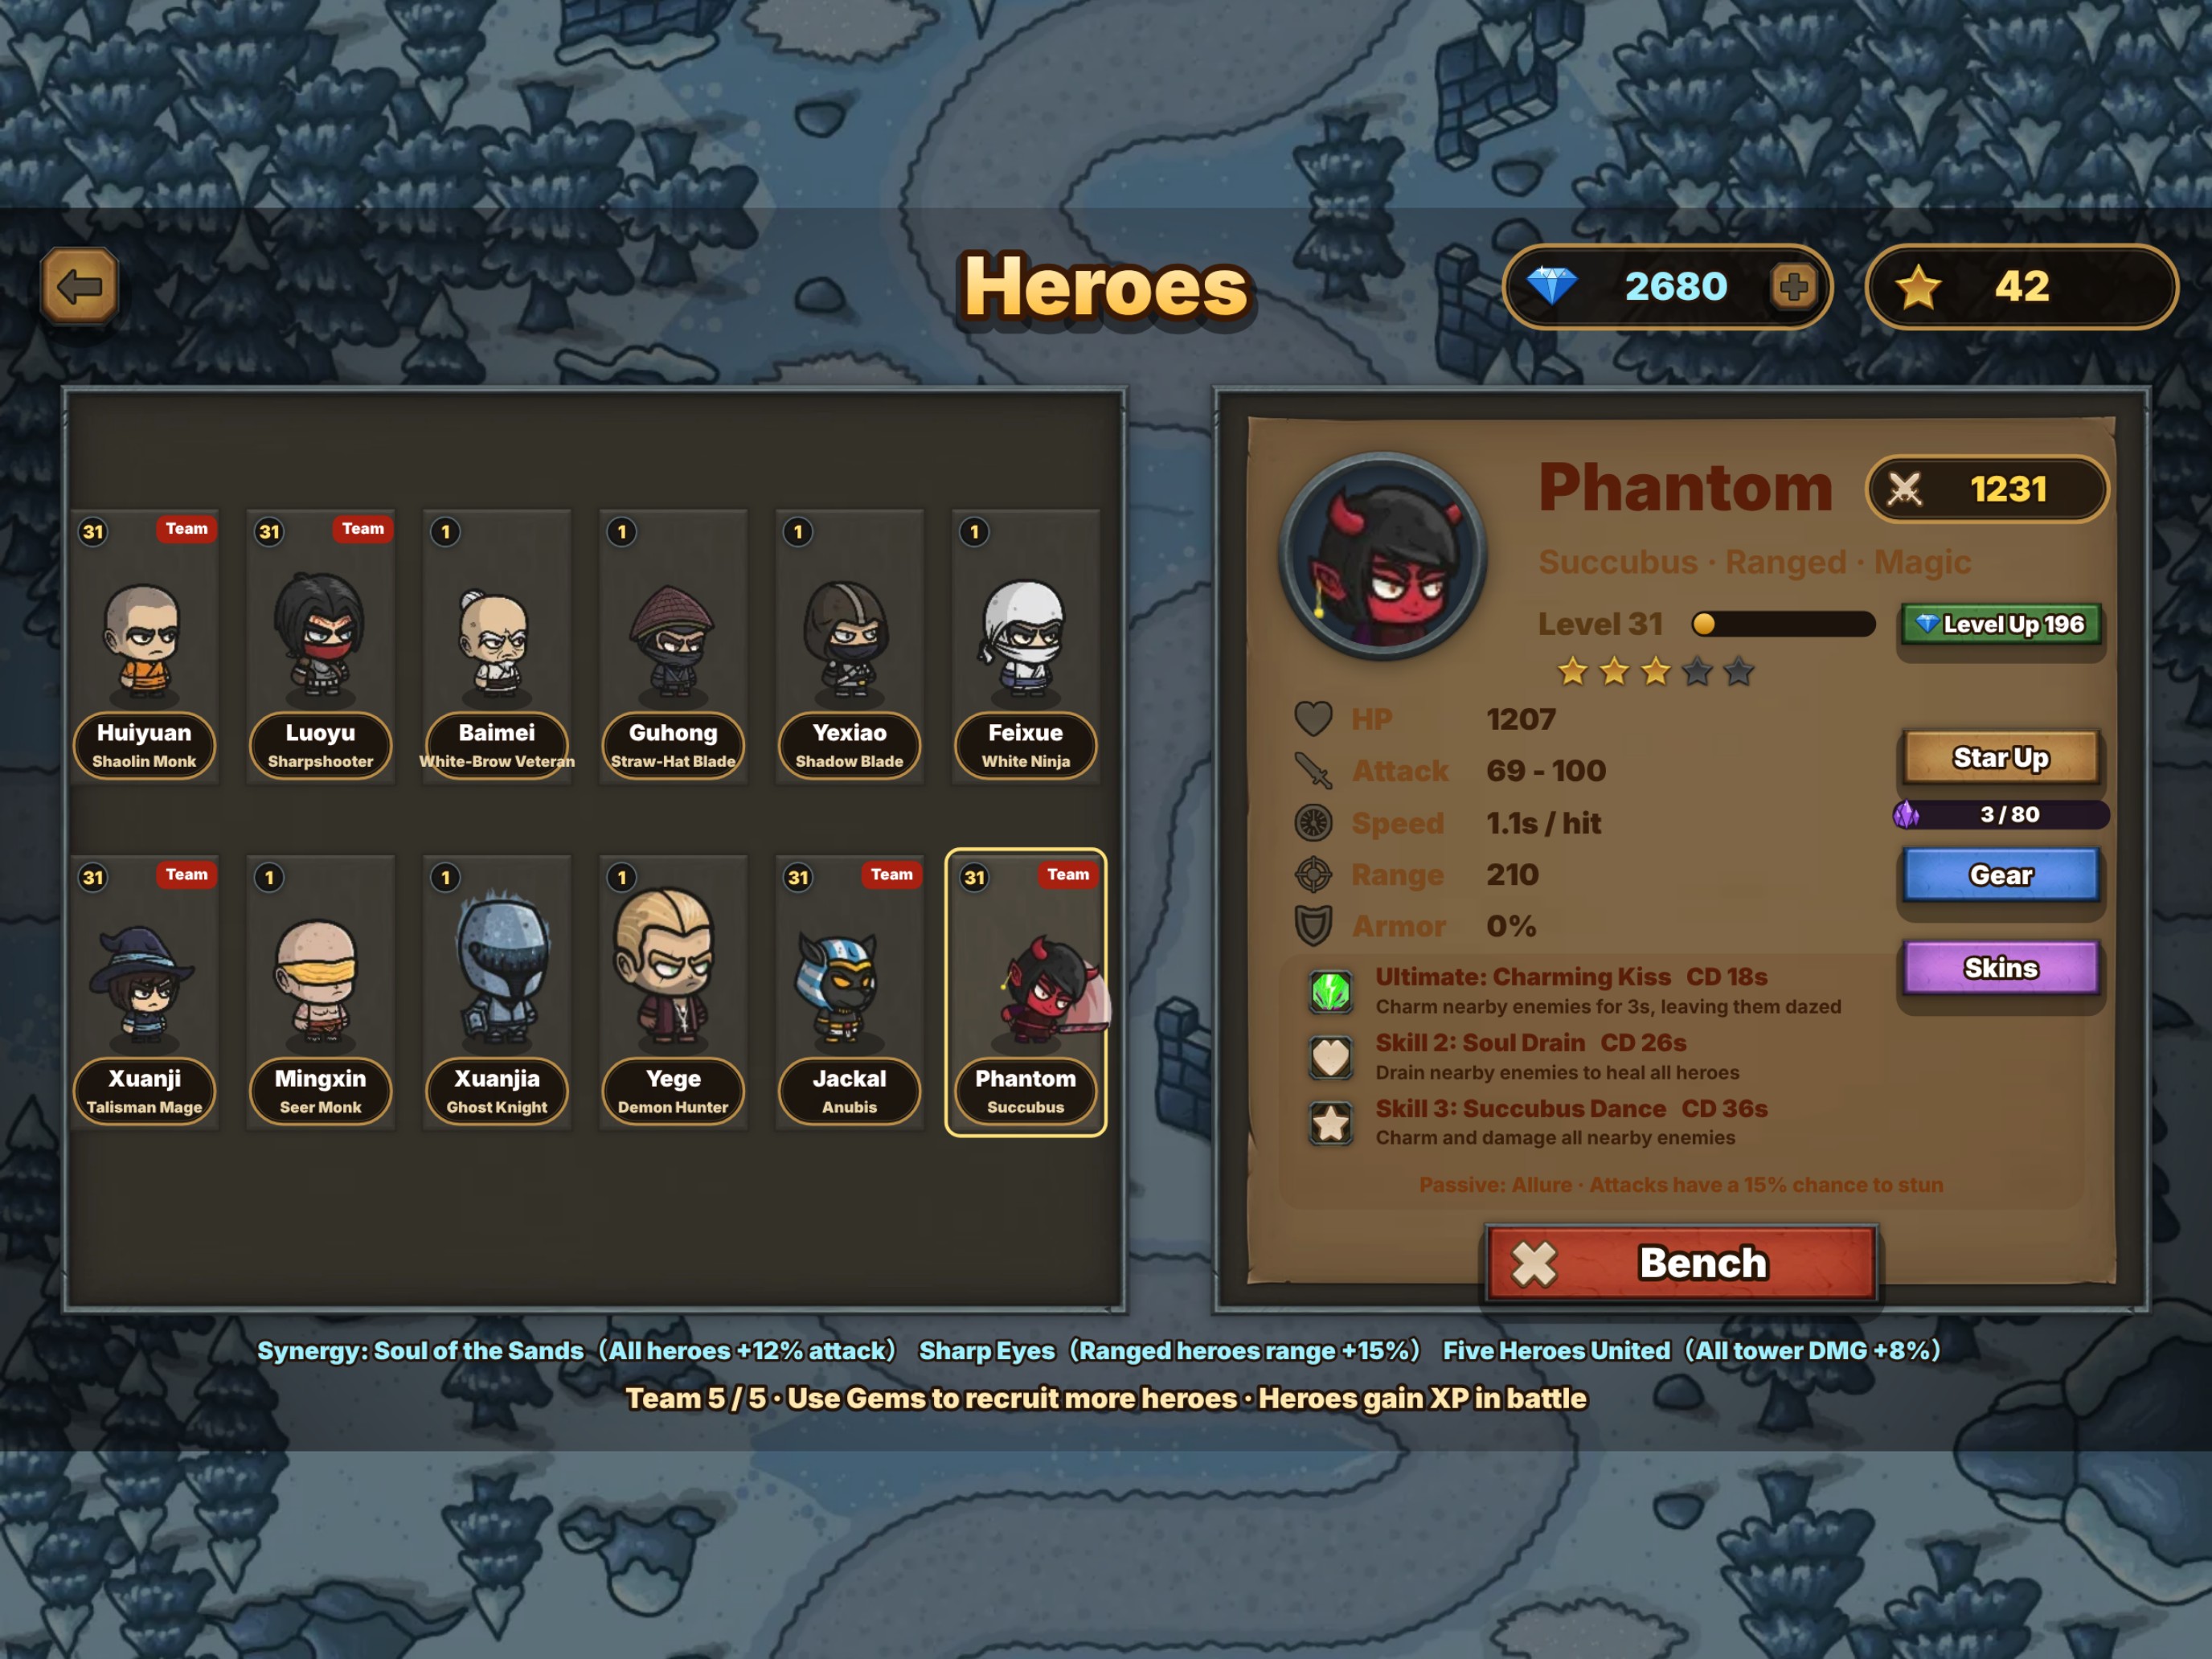 Heroes
2680
42
31 Team
31 Team
1
1
1
1
Huiyuan
Shaolin Monk
Luoyu
Sharpshooter
Baimei
White-Brow Veteran
Guhong
Straw-Hat Blade
Yexiao
Shadow Blade
Feixue
White Ninja
31 Team
1
1
1
31 Team
31 Team
Xuanji
Talisman Mage
Mingxin
Seer Monk
Xuanjia
Ghost Knight
Yege
Demon Hunter
Jackal
Anubis
Phantom
Succubus
Phantom
1231
Succubus · Ranged · Magic
Level 31
Level Up 196
HP 1207
Attack 69 - 100
Speed 1.1s / hit
Range 210
Armor 0%
Star Up
3 / 80
Gear
Skins
Ultimate: Charming Kiss CD 18s
Charm nearby enemies for 3s, leaving them dazed
Skill 2: Soul Drain CD 26s
Drain nearby enemies to heal all heroes
Skill 3: Succubus Dance CD 36s
Charm and damage all nearby enemies
Passive: Allure · Attacks have a 15% chance to stun
Bench
Synergy: Soul of the Sands（All heroes +12% attack） Sharp Eyes（Ranged heroes range +15%） Five Heroes United（All tower DMG +8%）
Team 5 / 5 · Use Gems to recruit more heroes · Heroes gain XP in battle